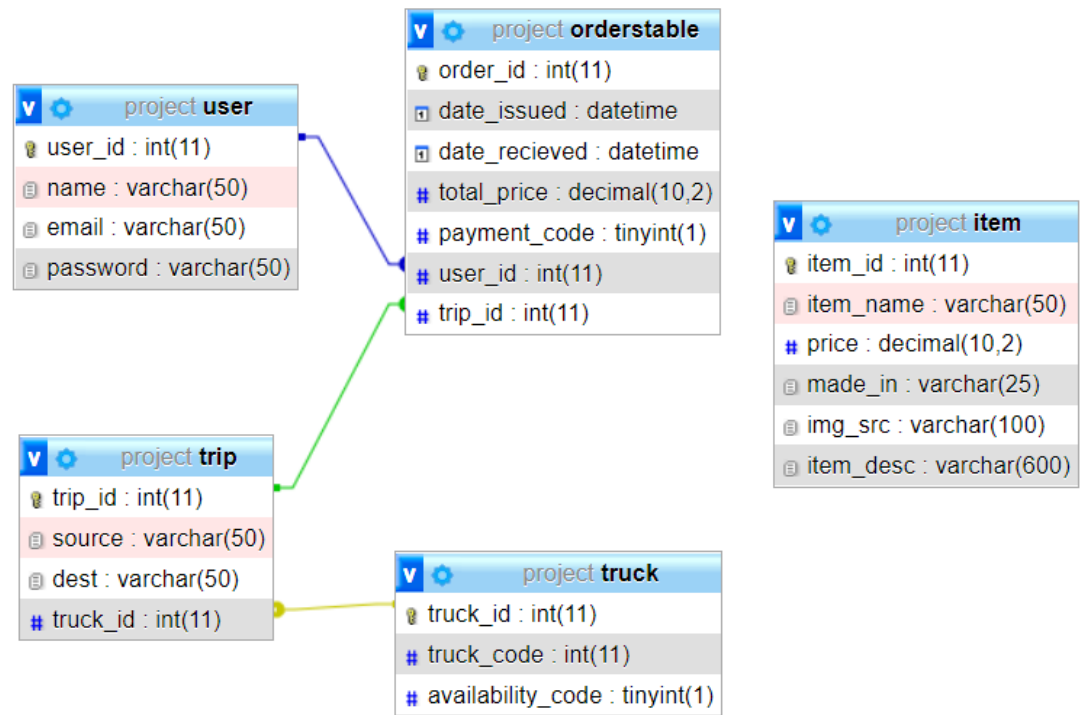 project orderstable
order_id : int(11)
date_issued : datetime
date_recieved : datetime
total_price : decimal(10,2)
payment_code : tinyint(1)
user_id : int(11)
trip_id : int(11)
project user
user_id : int(11)
name : varchar(50)
email : varchar(50)
password : varchar(50)
project item
item_id : int(11)
item_name : varchar(50)
price : decimal(10,2)
made_in : varchar(25)
img_src : varchar(100)
item_desc : varchar(600)
project trip
trip_id : int(11)
source : varchar(50)
dest : varchar(50)
truck_id : int(11)
project truck
truck_id : int(11)
truck_code : int(11)
availability_code : tinyint(1)